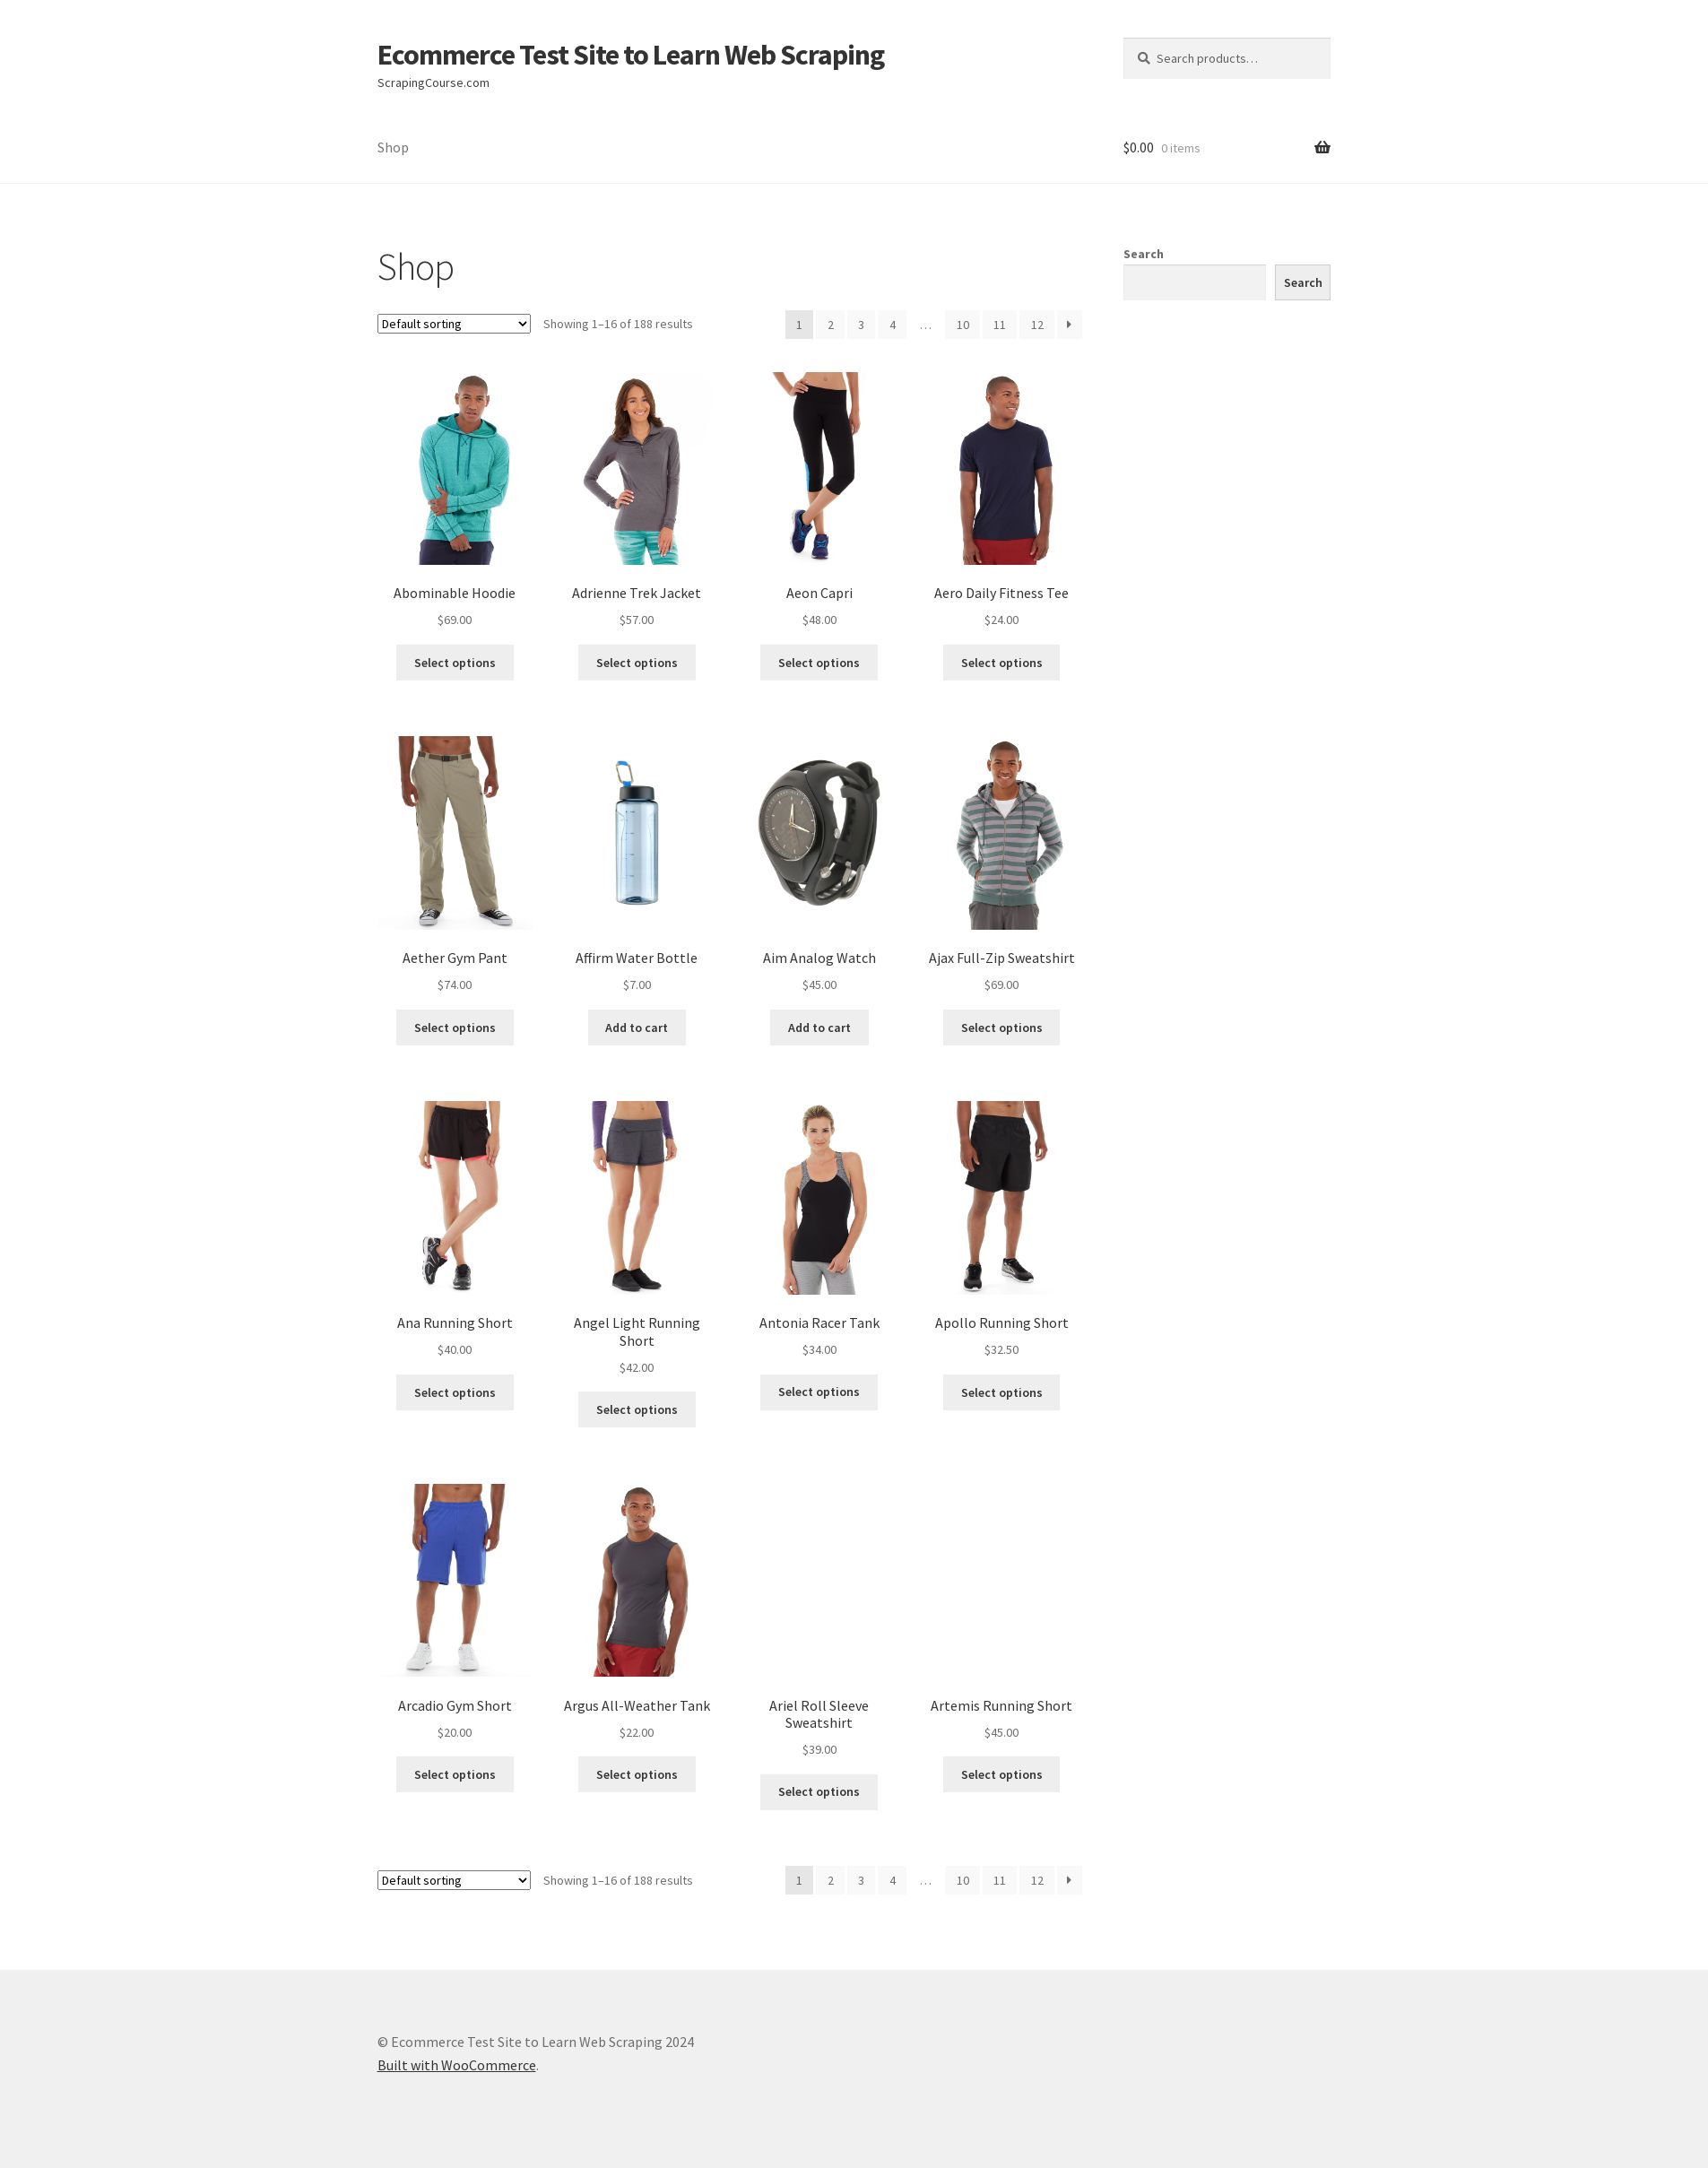 Ecommerce Test Site to Learn Web Scraping
ScrapingCourse.com
Search products…
Shop
$0.00 0 items
Shop
Search
Search
Default sorting Showing 1–16 of 188 results 1 2 3 4 … 10 11 12
Abominable Hoodie
$69.00
Select options
Adrienne Trek Jacket
$57.00
Select options
Aeon Capri
$48.00
Select options
Aero Daily Fitness Tee
$24.00
Select options
Aether Gym Pant
$74.00
Select options
Affirm Water Bottle
$7.00
Add to cart
Aim Analog Watch
$45.00
Add to cart
Ajax Full-Zip Sweatshirt
$69.00
Select options
Ana Running Short
$40.00
Select options
Angel Light Running
Short
$42.00
Select options
Antonia Racer Tank
$34.00
Select options
Apollo Running Short
$32.50
Select options
Arcadio Gym Short
$20.00
Select options
Argus All-Weather Tank
$22.00
Select options
Ariel Roll Sleeve
Sweatshirt
$39.00
Select options
Artemis Running Short
$45.00
Select options
Default sorting Showing 1–16 of 188 results 1 2 3 4 … 10 11 12
© Ecommerce Test Site to Learn Web Scraping 2024
Built with WooCommerce.